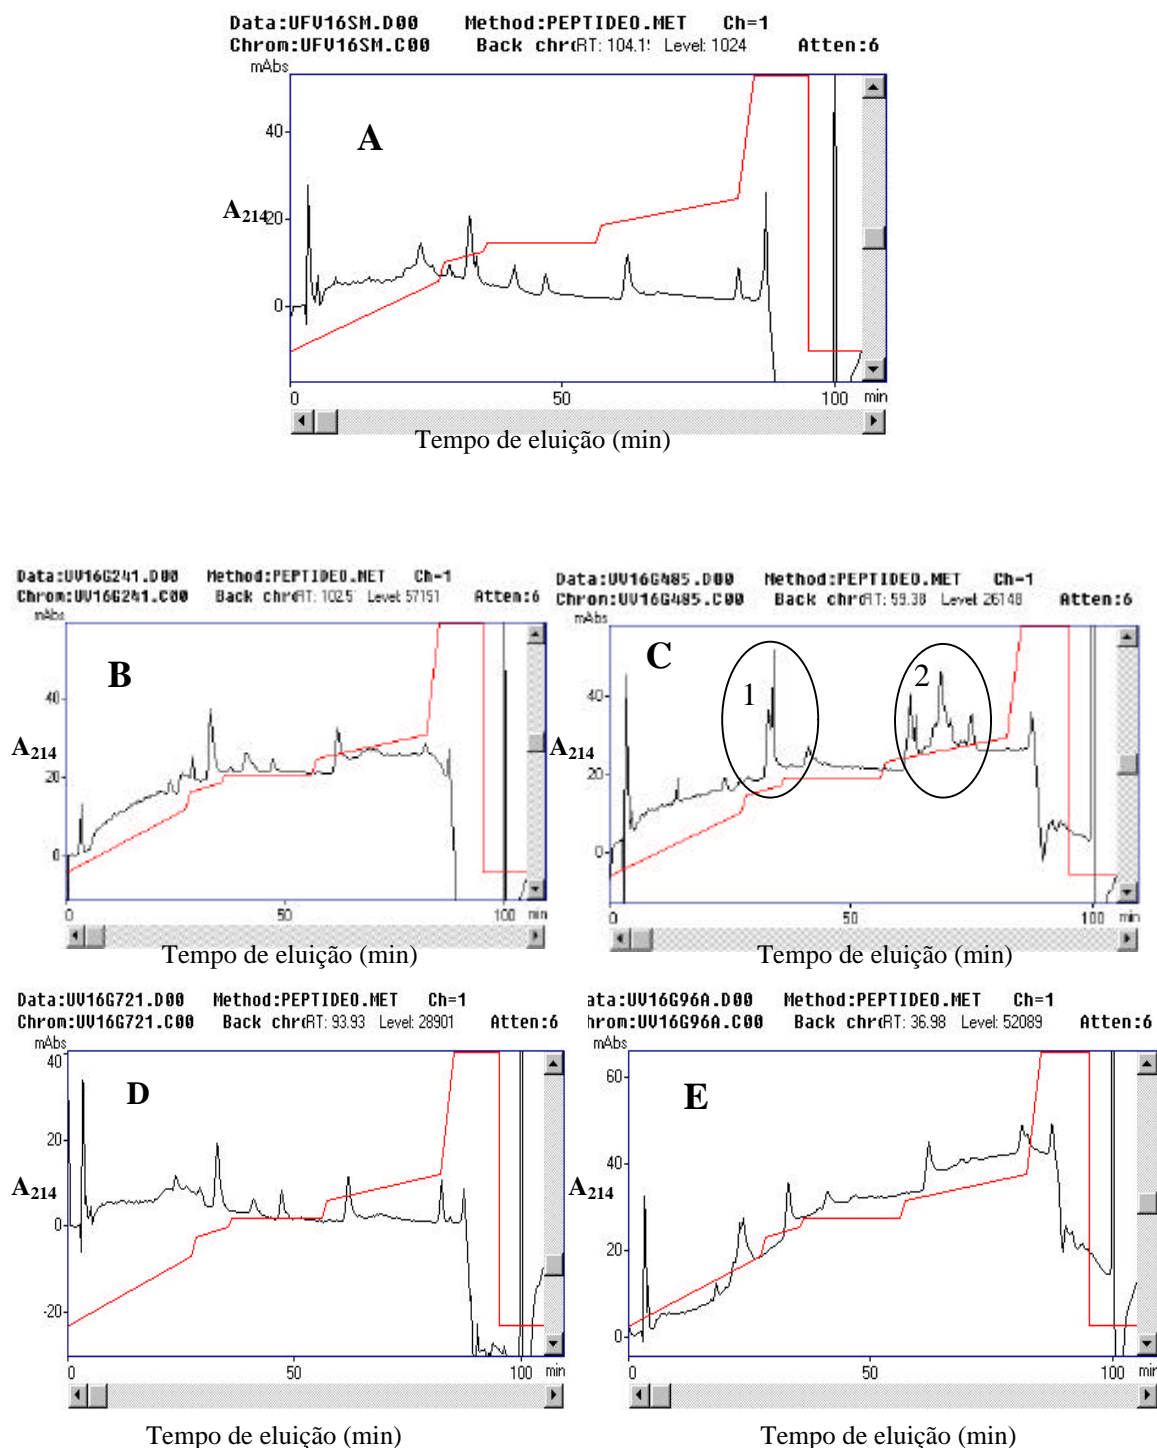 Data:UFV16SM.D00 Method:PEPTIDEO.MET Ch=1
Chrom:UFV16SM.C00 Back chr RT: 104.1 Level: 1024 Atten:6
mAbs
A
40
A214
20
0
0 50 100 min
Tempo de eluição (min)
Data:UV16G241.D00 Method:PEPTIDEO.MET Ch=1
Chrom:UV16G241.C00 Back chr RT: 102.5 Level: 57151 Atten:6
mAbs
B
40
A214
20
0
0 50 100 min
Tempo de eluição (min)
Data:UV16G485.D00 Method:PEPTIDEO.MET Ch=1
Chrom:UV16G485.C00 Back chr RT: 59.38 Level: 26148 Atten:6
mAbs
C
1
2
40
A214
20
0
0 50 100 min
Tempo de eluição (min)
Data:UV16G721.D00 Method:PEPTIDEO.MET Ch=1
Chrom:UV16G721.C00 Back chr RT: 93.93 Level: 28901 Atten:6
mAbs
40
D
20
A214
0
-20
0 50 100 min
Tempo de eluição (min)
ata:UV16G96A.D00 Method:PEPTIDEO.MET Ch=1
hrom:UV16G96A.C00 Back chr RT: 36.98 Level: 52089 Atten:6
mAbs
60
E
40
A214
20
0
0 50 100 min
Tempo de eluição (min)